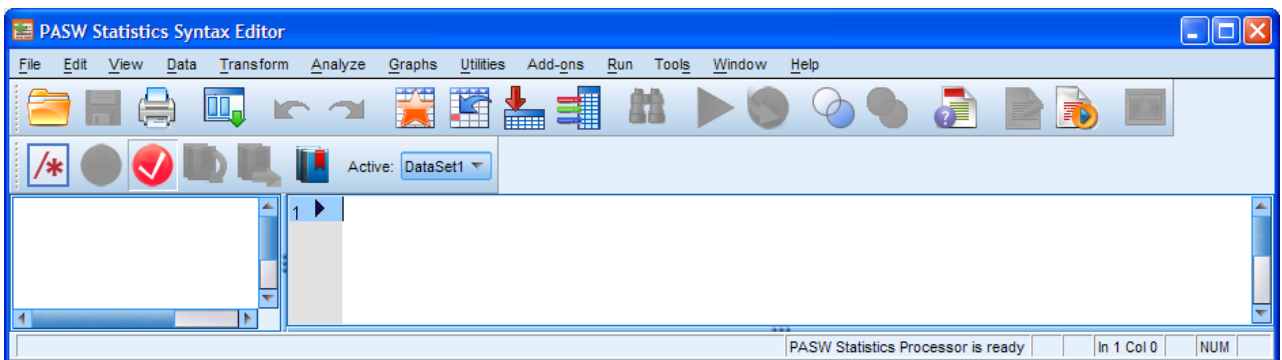 PASW Statistics Syntax Editor
File Edit View Data Transform Analyze Graphs Utilities Add-ons Run Tools Window Help
/* Active: DataSet1
1
PASW Statistics Processor is ready In 1 Col 0 NUM